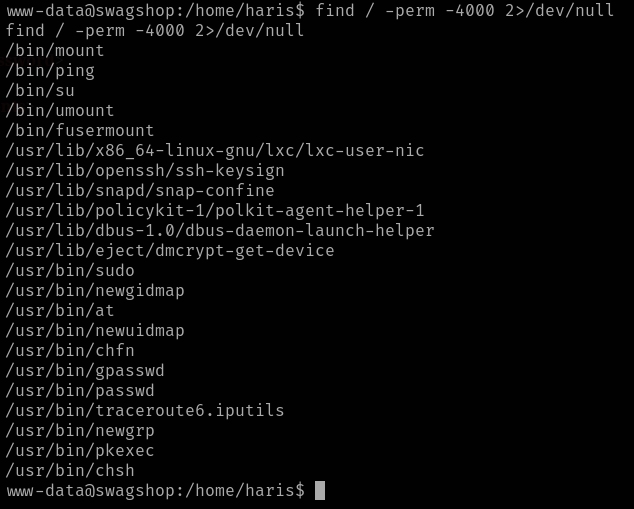 www-data@swagshop:/home/haris$ find / -perm -4000 2>/dev/null
find / -perm -4000 2>/dev/null
/bin/mount
/bin/ping
/bin/su
/bin/umount
/bin/fusermount
/usr/lib/x86_64-linux-gnu/lxc/lxc-user-nic
/usr/lib/openssh/ssh-keysign
/usr/lib/snapd/snap-confine
/usr/lib/policykit-1/polkit-agent-helper-1
/usr/lib/dbus-1.0/dbus-daemon-launch-helper
/usr/lib/eject/dmcrypt-get-device
/usr/bin/sudo
/usr/bin/newgidmap
/usr/bin/at
/usr/bin/newuidmap
/usr/bin/chfn
/usr/bin/gpasswd
/usr/bin/passwd
/usr/bin/traceroute6.iputils
/usr/bin/newgrp
/usr/bin/pkexec
/usr/bin/chsh
www-data@swagshop:/home/haris$